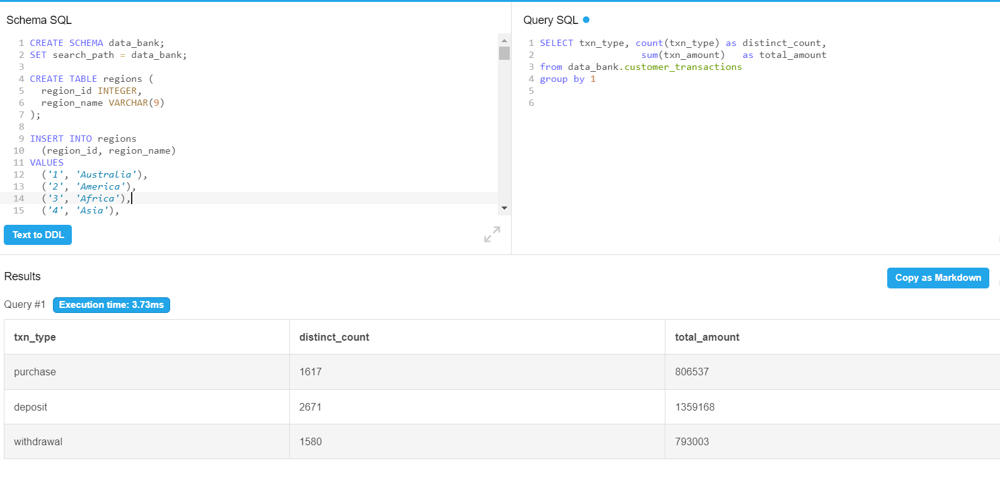 Schema SQL
1 CREATE SCHEMA data_bank;
2 SET search_path = data_bank;
3
4 CREATE TABLE regions (
5 region_id INTEGER,
6 region_name VARCHAR(9)
7 );
8
9 INSERT INTO regions
10 (region_id, region_name)
11 VALUES
12 ('1', 'Australia'),
13 ('2', 'America'),
14 ('3', 'Africa'),
15 ('4', 'Asia'),
Text to DDL
Query SQL
1 SELECT txn_type, count(txn_type) as distinct_count,
2 sum(txn_amount) as total_amount
3 from data_bank.customer_transactions
4 group by 1
5
6
Results
Copy as Markdown
Query #1 Execution time: 3.73ms
txn_type distinct_count total_amount
purchase 1617 806537
deposit 2671 1359168
withdrawal 1580 793003